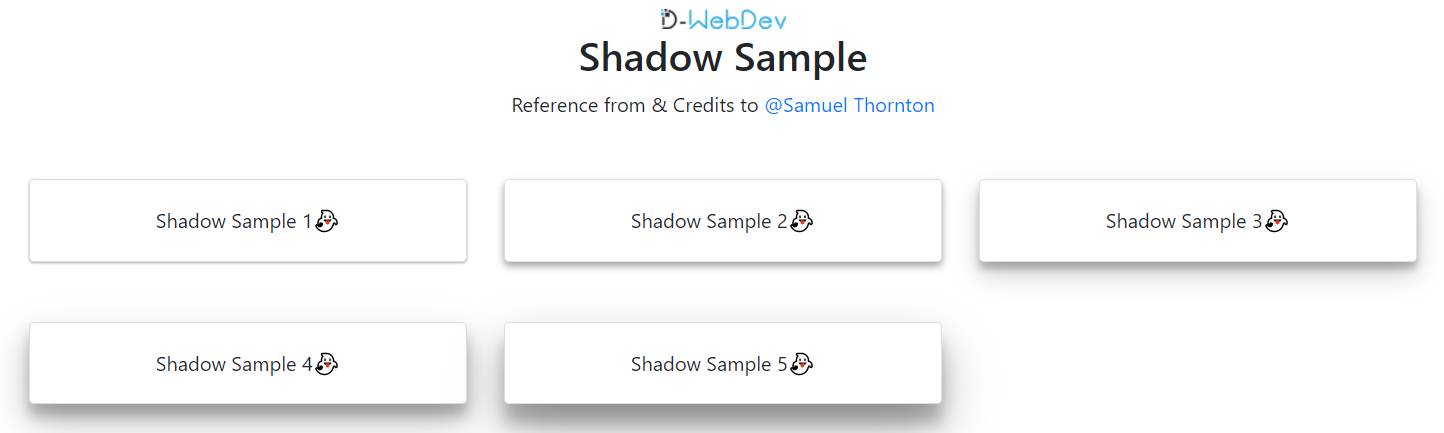 D-WebDev
Shadow Sample
Reference from & Credits to @Samuel Thornton
Shadow Sample 1
Shadow Sample 2
Shadow Sample 3
Shadow Sample 4
Shadow Sample 5